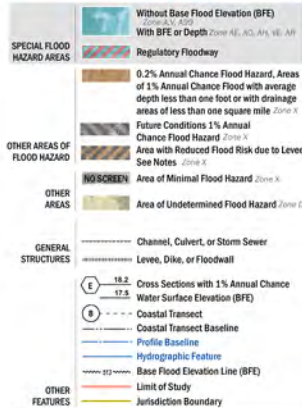 Without Base Flood Elevation (BFE)
Zone A,V, A99
With BFE or Depth Zone AE, AO, AH, VE, AR
SPECIAL FLOOD
HAZARD AREAS
Regulatory Floodway
0.2% Annual Chance Flood Hazard, Areas
of 1% Annual Chance Flood with average
depth less than one foot or with drainage
areas of less than one square mile Zone X
Future Conditions 1% Annual
Chance Flood Hazard Zone X
OTHER AREAS OF
FLOOD HAZARD
Area with Reduced Flood Risk due to Levee
See Notes Zone X
NO SCREEN Area of Minimal Flood Hazard Zone X
OTHER
AREAS
Area of Undetermined Flood Hazard Zone D
GENERAL
STRUCTURES
Channel, Culvert, or Storm Sewer
Levee, Dike, or Floodwall
E 18.2 Cross Sections with 1% Annual Chance
17.5 Water Surface Elevation (BFE)
8 Coastal Transect
Coastal Transect Baseline
Profile Baseline
Hydrographic Feature
513 Base Flood Elevation Line (BFE)
OTHER
FEATURES
Limit of Study
Jurisdiction Boundary